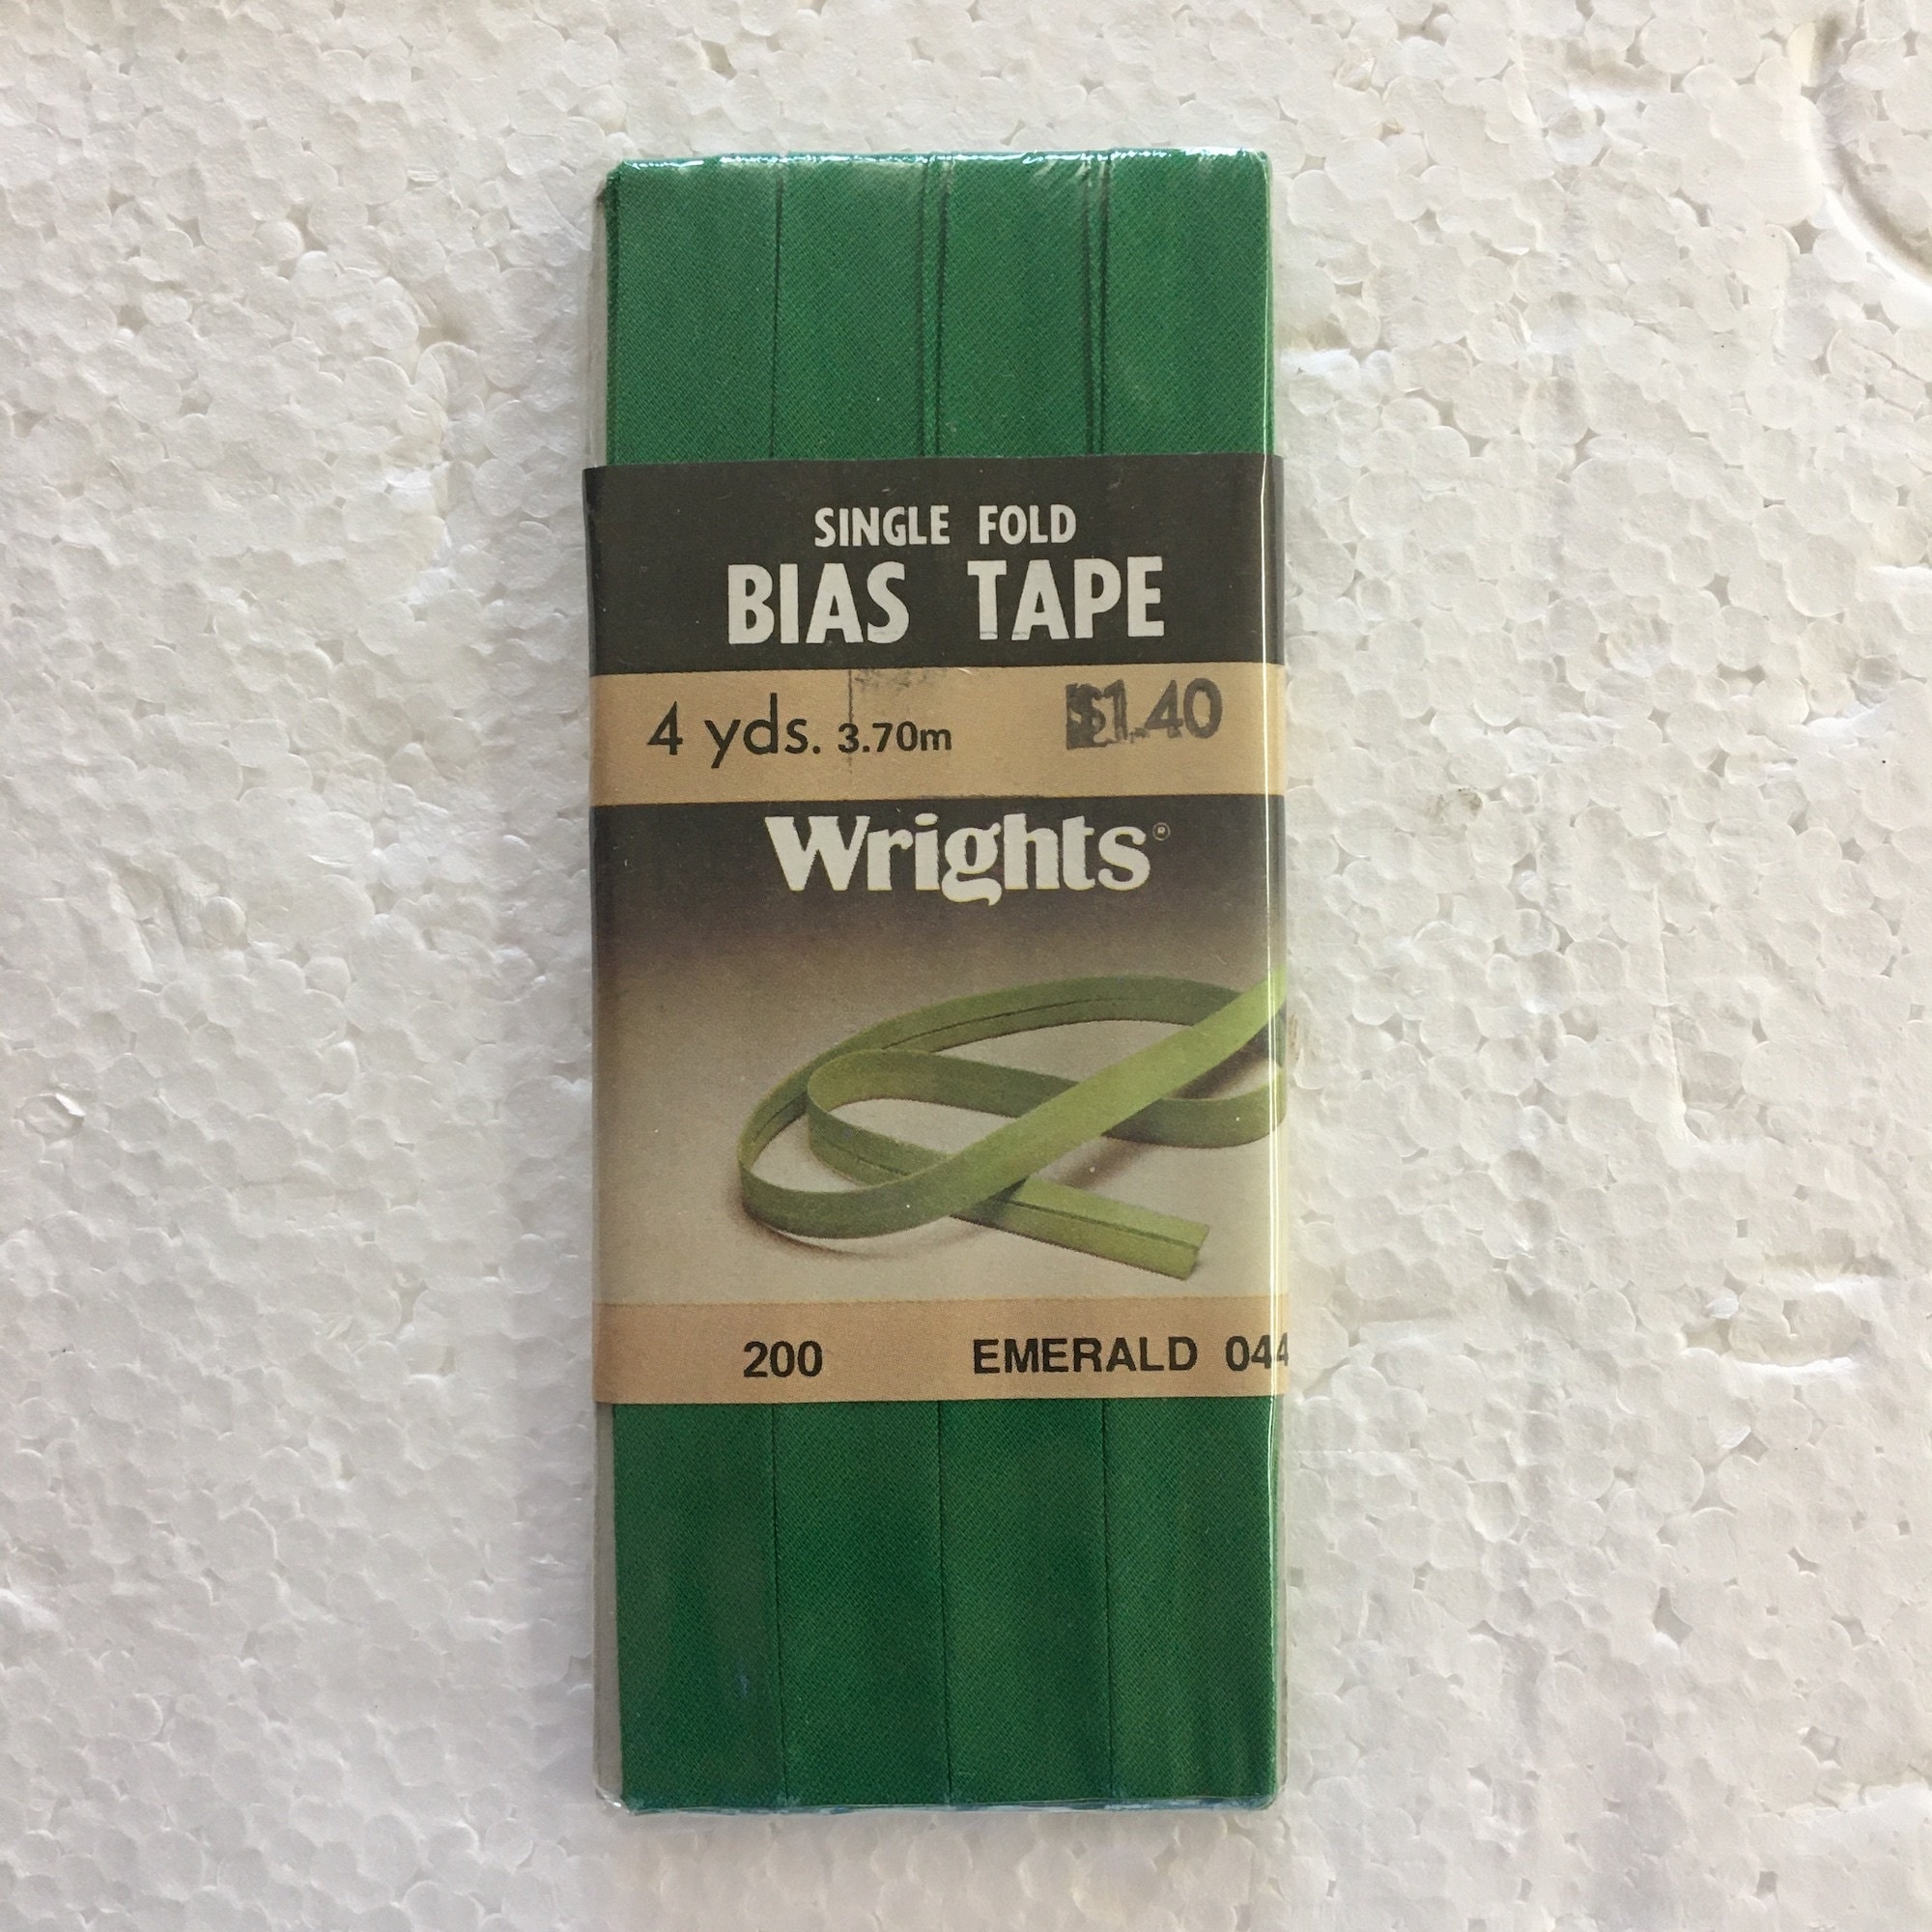 SINGLE FOLD
BIAS TAPE
4 yds. 3.70m $1.40
Wrights®
200 EMERALD 044